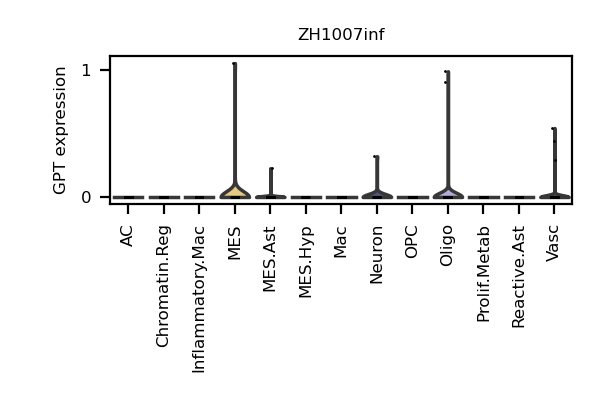 ZH1007inf
GPT expression
1
0
AC
Chromatin.Reg
Inflammatory.Mac
MES
MES.Ast
MES.Hyp
Mac
Neuron
OPC
Oligo
Prolif.Metab
Reactive.Ast
Vasc